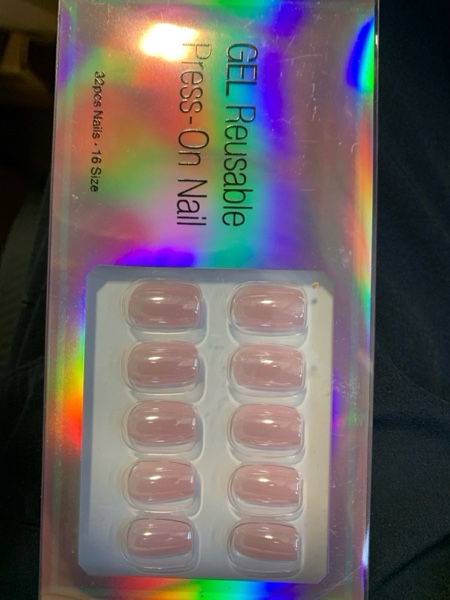 GEL Reusable
Press-On Nail
32pcs Nails · 16 Size